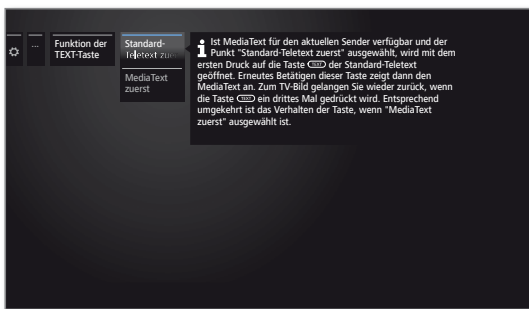 ...
Funktion der
TEXT-Taste
Standard-
Teletext zue
MediaText
zuerst
i Ist MediaText für den aktuellen Sender verfügbar und der
Punkt "Standard-Teletext zuerst" ausgewählt, wird mit dem
ersten Druck auf die Taste TEXT der Standard-Teletext
geöffnet. Erneutes Betätigen dieser Taste zeigt dann den
MediaText an. Zum TV-Bild gelangen Sie wieder zurück, wenn
die Taste TEXT ein drittes Mal gedrückt wird. Entsprechend
umgekehrt ist das Verhalten der Taste, wenn "MediaText
zuerst" ausgewählt ist.